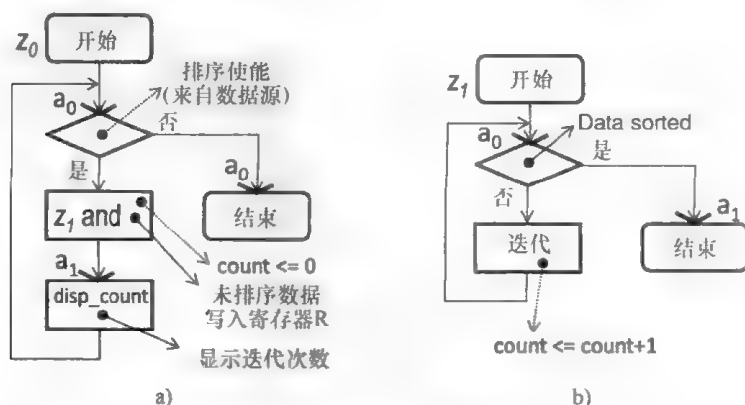 z0
开始
a0
排序使能
(来自数据源)
否
是
a0
结束
z1 and
count <= 0
a1
未排序数据
写入寄存器R
disp_count
显示迭代次数
a)
z1
开始
a0
Data sorted
是
否
a1
结束
迭代
count <= count+1
b)